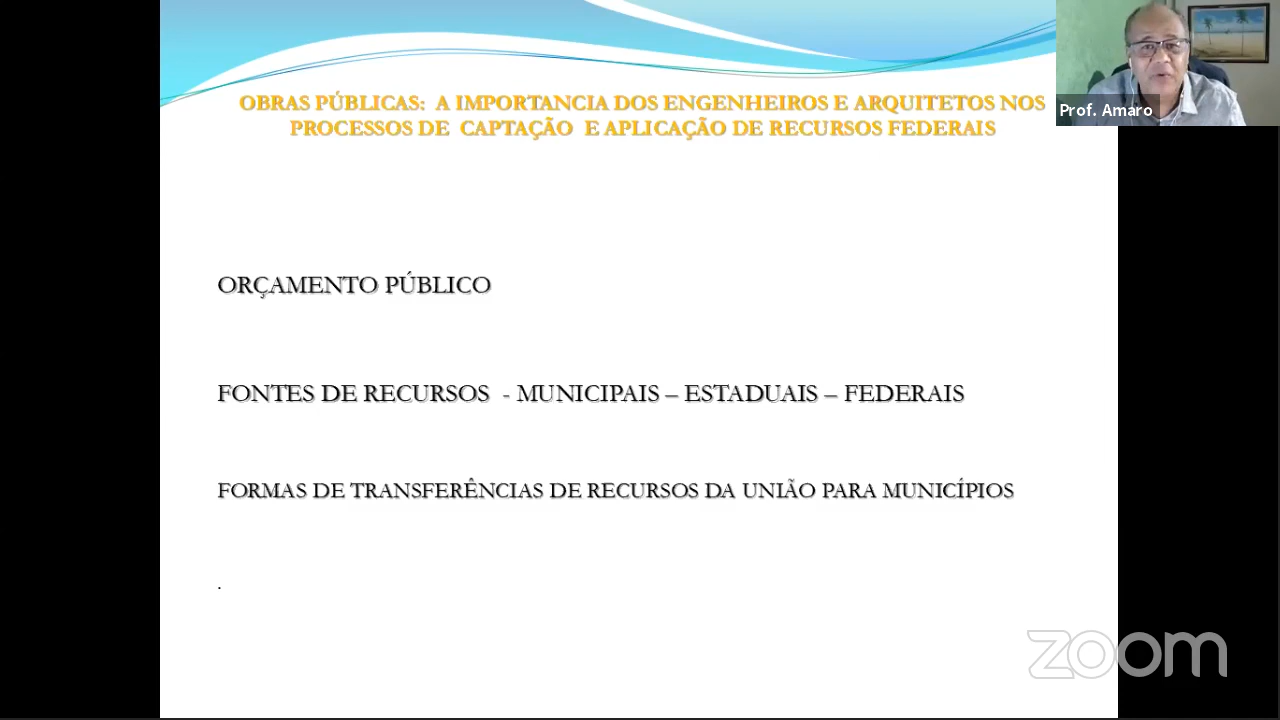 OBRAS PÚBLICAS: A IMPORTANCIA DOS ENGENHEIROS E ARQUITETOS NOS
PROCESSOS DE CAPTAÇÃO E APLICAÇÃO DE RECURSOS FEDERAIS
Prof. Amaro
ORÇAMENTO PÚBLICO
FONTES DE RECURSOS - MUNICIPAIS – ESTADUAIS – FEDERAIS
FORMAS DE TRANSFERÊNCIAS DE RECURSOS DA UNIÃO PARA MUNICÍPIOS
.
zoom